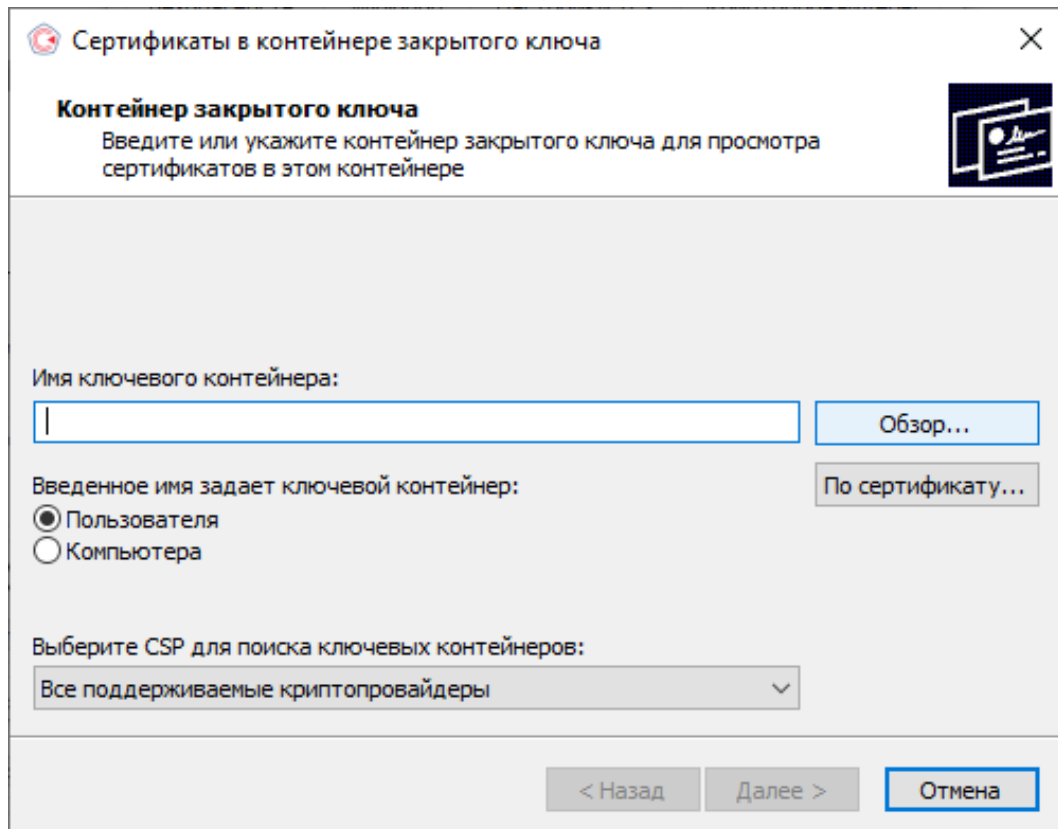 Сертификаты в контейнере закрытого ключа
Контейнер закрытого ключа
Введите или укажите контейнер закрытого ключа для просмотра
сертификатов в этом контейнере
Имя ключевого контейнера:
Обзор...
Введенное имя задает ключевой контейнер:
По сертификату...
Пользователя
Компьютера
Выберите CSP для поиска ключевых контейнеров:
Все поддерживаемые криптопровайдеры
< Назад
Далее >
Отмена